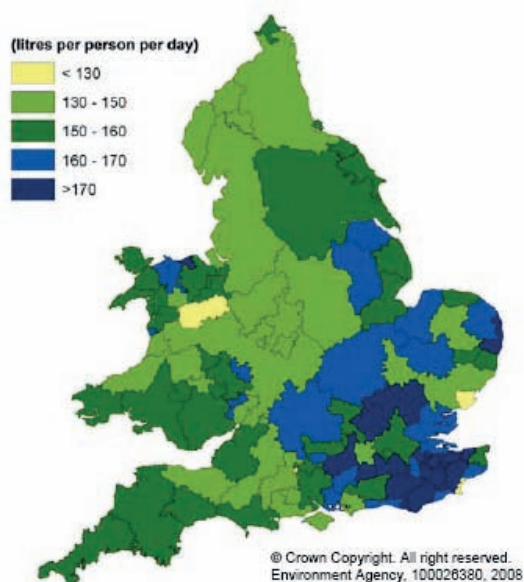 (litres per person per day)
< 130
130 - 150
150 - 160
160 - 170
>170
© Crown Copyright. All right reserved.
Environment Agency, 100026380, 2008